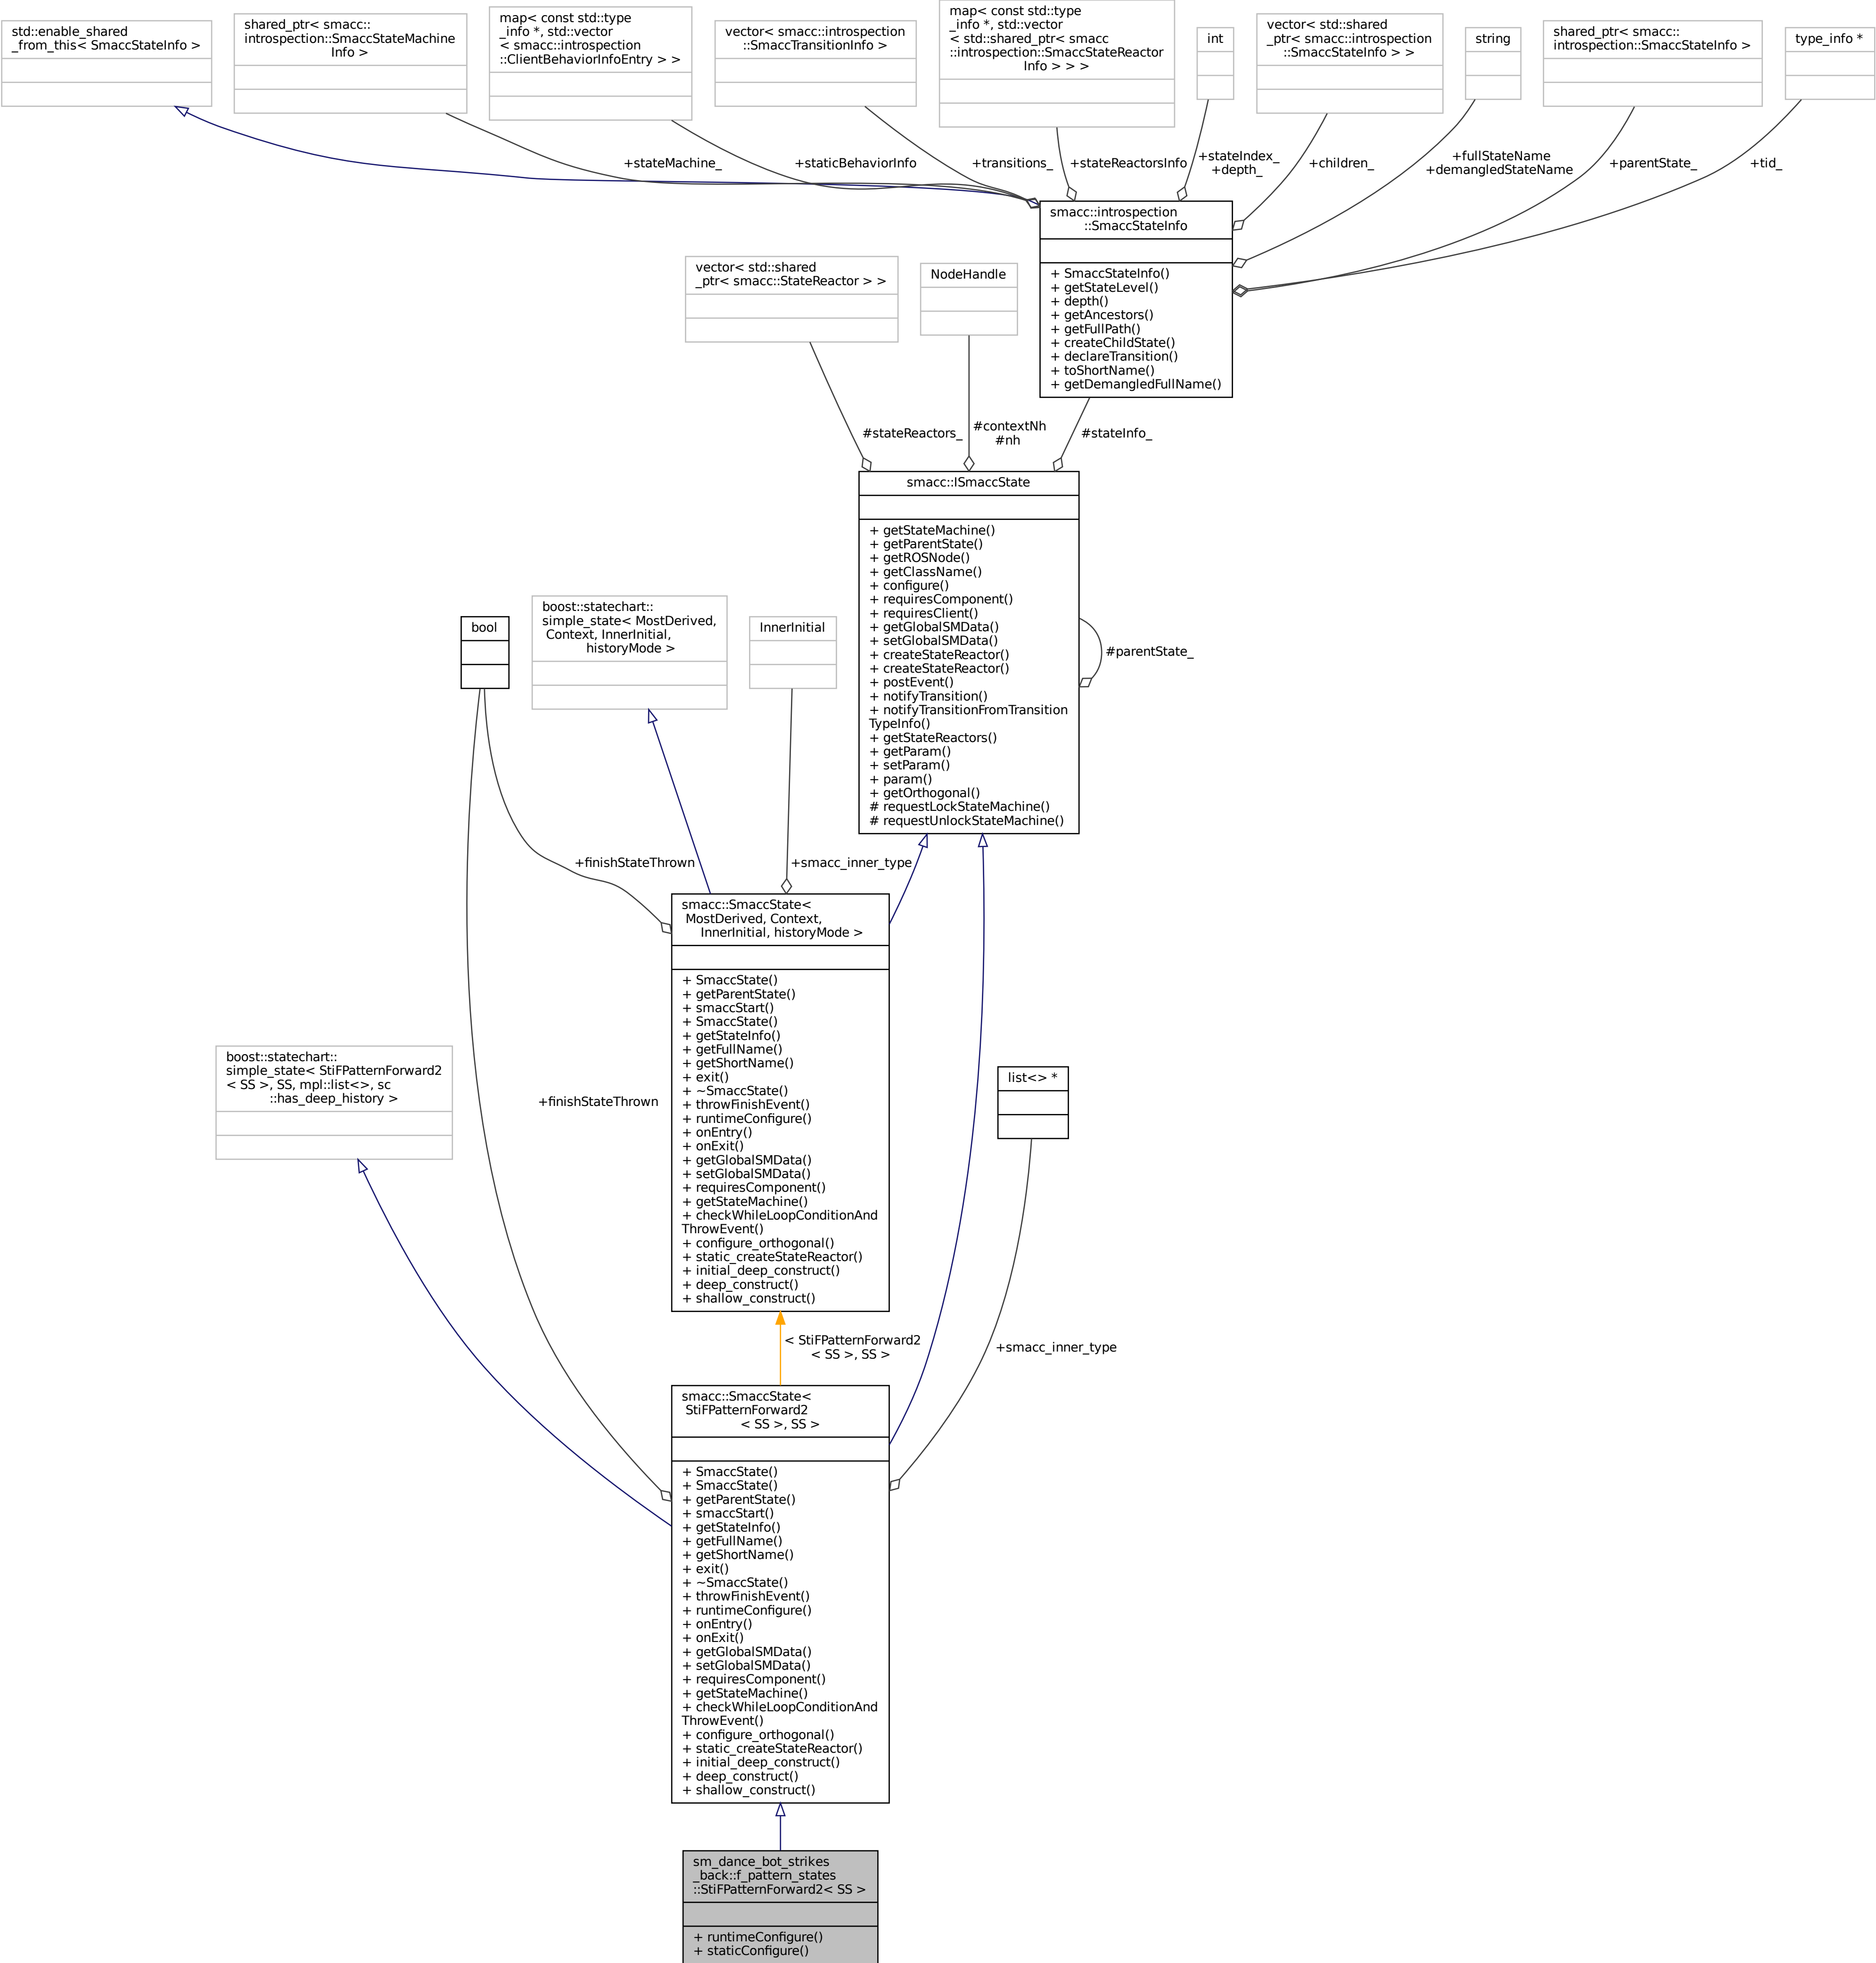 std::enable_shared
_from_this< SmaccStateInfo >
shared_ptr< smacc::
introspection::SmaccStateMachine
Info >
map< const std::type
_info *, std::vector
< smacc::introspection
::ClientBehaviorInfoEntry > >
vector< smacc::introspection
::SmaccTransitionInfo >
map< const std::type
_info *, std::vector
< std::shared_ptr< smacc
::introspection::SmaccStateReactor
Info > > >
int
vector< std::shared
_ptr< smacc::introspection
::SmaccStateInfo > >
string
shared_ptr< smacc::
introspection::SmaccStateInfo >
type_info *
+stateMachine_
+staticBehaviorInfo
+transitions_
+stateReactorsInfo
+stateIndex_
+depth_
+children_
+fullStateName
+demangledStateName
+parentState_
+tid_
smacc::introspection
::SmaccStateInfo
+ SmaccStateInfo()
+ getStateLevel()
+ depth()
+ getAncestors()
+ getFullPath()
+ createChildState()
+ declareTransition()
+ toShortName()
+ getDemangledFullName()
vector< std::shared
_ptr< smacc::StateReactor > >
NodeHandle
#stateReactors_
#contextNh
#nh
#stateInfo_
smacc::ISmaccState
+ getStateMachine()
+ getParentState()
+ getROSNode()
+ getClassName()
+ configure()
+ requiresComponent()
+ requiresClient()
+ getGlobalSMData()
+ setGlobalSMData()
+ createStateReactor()
+ createStateReactor()
+ postEvent()
+ notifyTransition()
+ notifyTransitionFromTransition
TypeInfo()
+ getStateReactors()
+ getParam()
+ setParam()
+ param()
+ getOrthogonal()
# requestLockStateMachine()
# requestUnlockStateMachine()
#parentState_
bool
boost::statechart::
simple_state< MostDerived,
Context, InnerInitial,
historyMode >
InnerInitial
+finishStateThrown
+smacc_inner_type
smacc::SmaccState<
MostDerived, Context,
InnerInitial, historyMode >
+ SmaccState()
+ getParentState()
+ smaccStart()
+ SmaccState()
+ getStateInfo()
+ getFullName()
+ getShortName()
+ exit()
+ ~SmaccState()
+ throwFinishEvent()
+ runtimeConfigure()
+ onEntry()
+ onExit()
+ getGlobalSMData()
+ setGlobalSMData()
+ requiresComponent()
+ getStateMachine()
+ checkWhileLoopConditionAnd
ThrowEvent()
+ configure_orthogonal()
+ static_createStateReactor()
+ initial_deep_construct()
+ deep_construct()
+ shallow_construct()
boost::statechart::
simple_state< StiFPatternForward2
< SS >, SS, mpl::list<>, sc
::has_deep_history >
+finishStateThrown
list<> *
< StiFPatternForward2
< SS >, SS >
+smacc_inner_type
smacc::SmaccState<
StiFPatternForward2
< SS >, SS >
+ SmaccState()
+ SmaccState()
+ getParentState()
+ smaccStart()
+ getStateInfo()
+ getFullName()
+ getShortName()
+ exit()
+ ~SmaccState()
+ throwFinishEvent()
+ runtimeConfigure()
+ onEntry()
+ onExit()
+ getGlobalSMData()
+ setGlobalSMData()
+ requiresComponent()
+ getStateMachine()
+ checkWhileLoopConditionAnd
ThrowEvent()
+ configure_orthogonal()
+ static_createStateReactor()
+ initial_deep_construct()
+ deep_construct()
+ shallow_construct()
sm_dance_bot_strikes
_back::f_pattern_states
::StiFPatternForward2< SS >
+ runtimeConfigure()
+ staticConfigure()